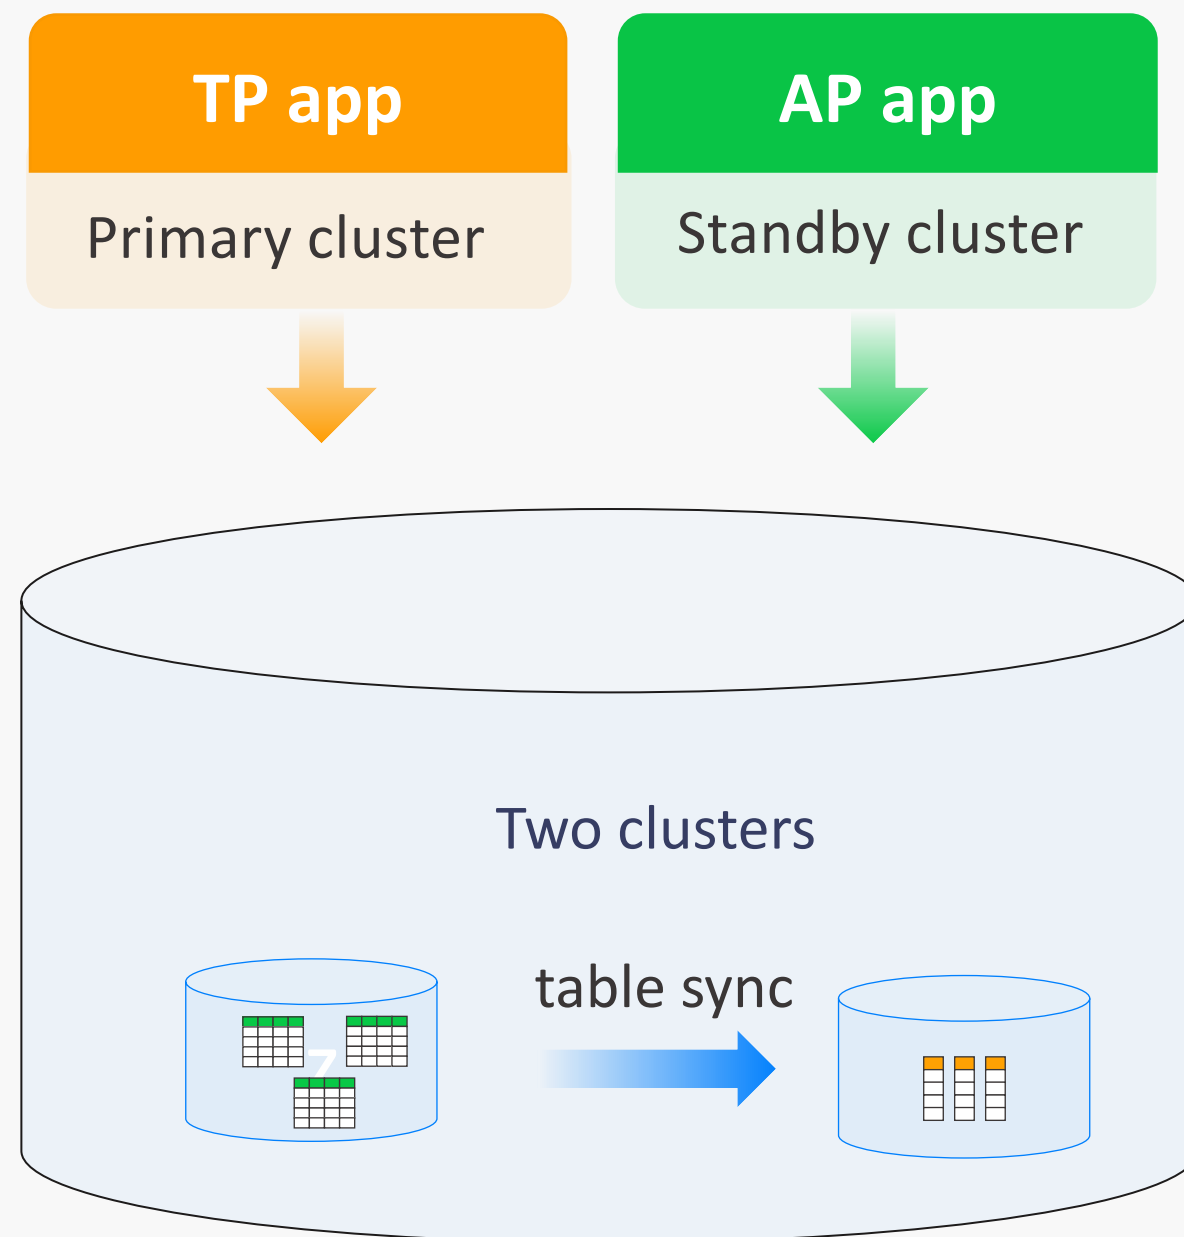 TP app
AP app
Primary cluster
Standby cluster
Two clusters
table sync